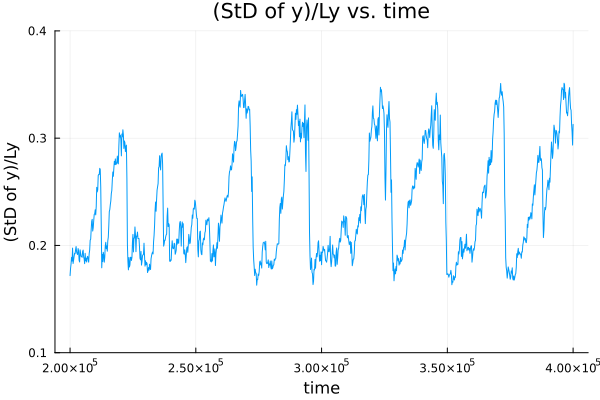 (StD of y)/Ly vs. time
(StD of y)/Ly
0.4
0.3
0.2
0.1
2.00×10⁵ 2.50×10⁵ 3.00×10⁵ 3.50×10⁵ 4.00×10⁵
time